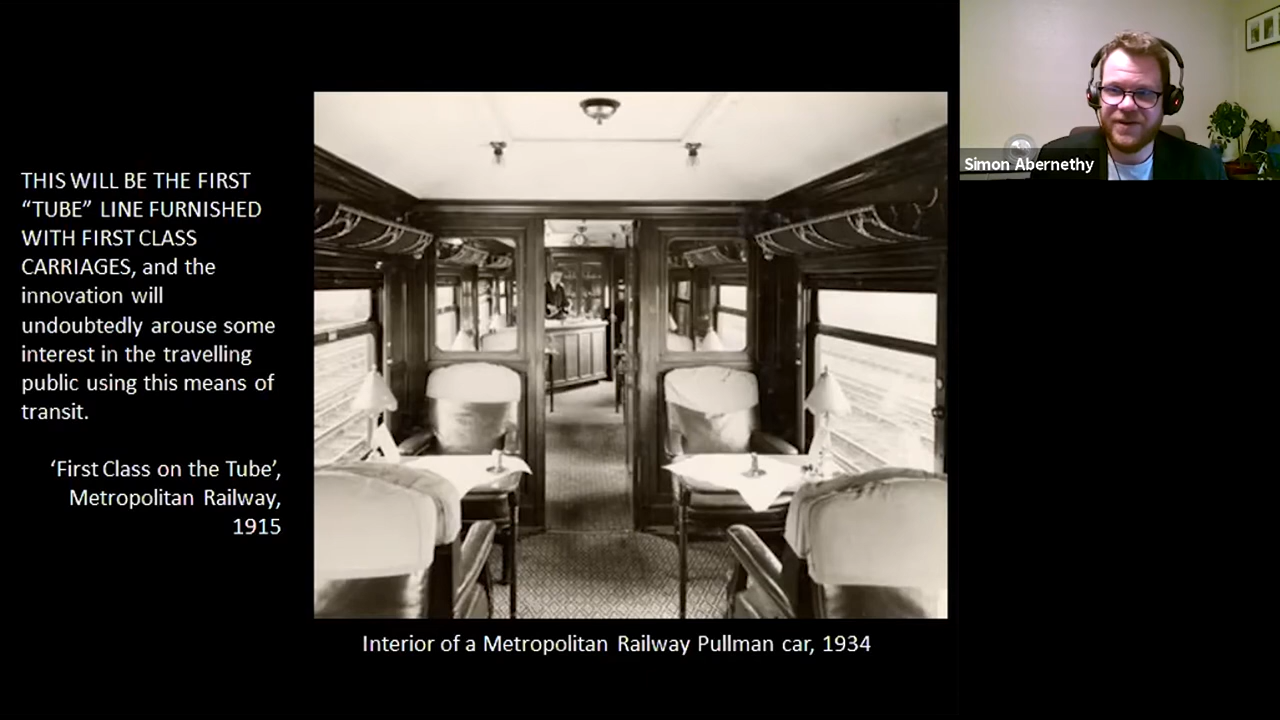 THIS WILL BE THE FIRST
“TUBE” LINE FURNISHED
WITH FIRST CLASS
CARRIAGES, and the
innovation will
undoubtedly arouse some
interest in the travelling
public using this means of
transit.
‘First Class on the Tube’,
Metropolitan Railway,
1915
Interior of a Metropolitan Railway Pullman car, 1934
Simon Abernethy